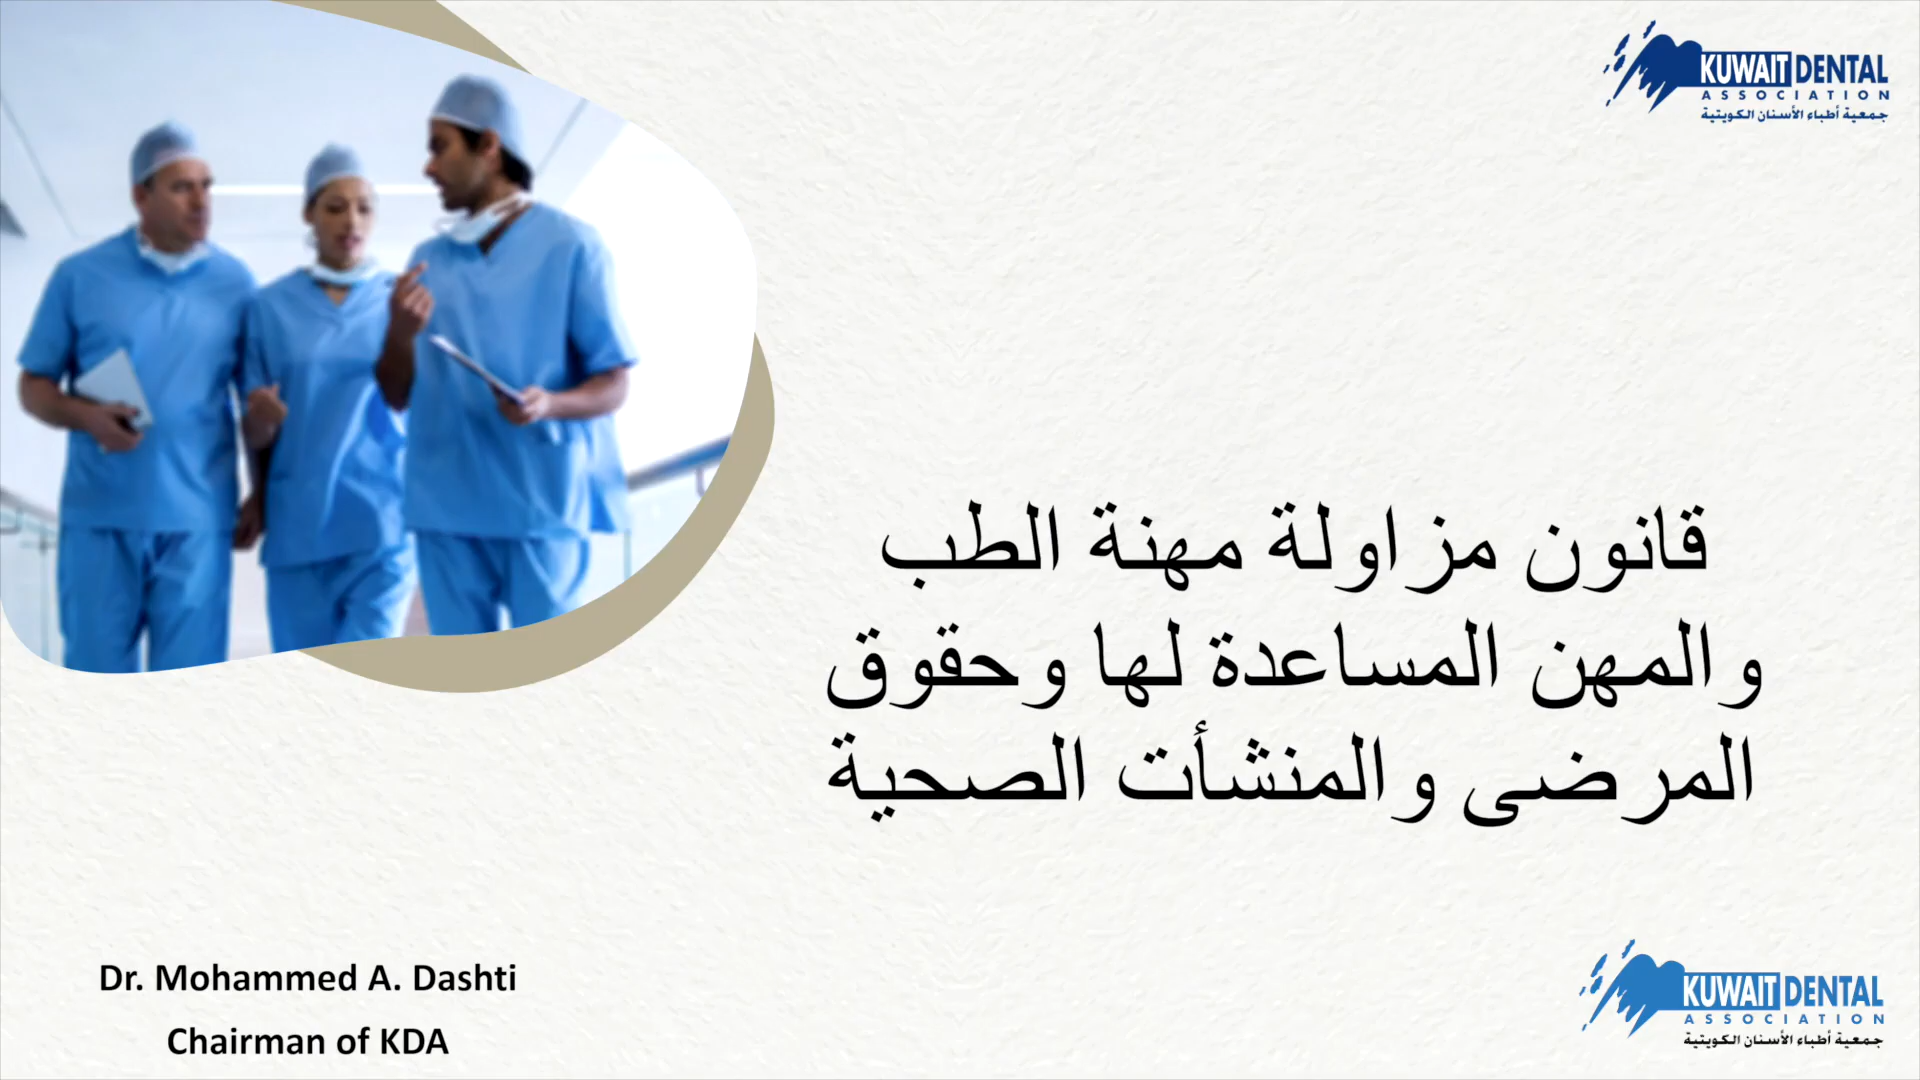 KUWAIT DENTAL
ASSOCIATION
جمعية أطباء الأسنان الكويتية
قانون مزاولة مهنة الطب
والمهن المساعدة لها وحقوق
المرضى والمنشأت الصحية
Dr. Mohammed A. Dashti
Chairman of KDA
KUWAIT DENTAL
ASSOCIATION
جمعية أطباء الأسنان الكويتية